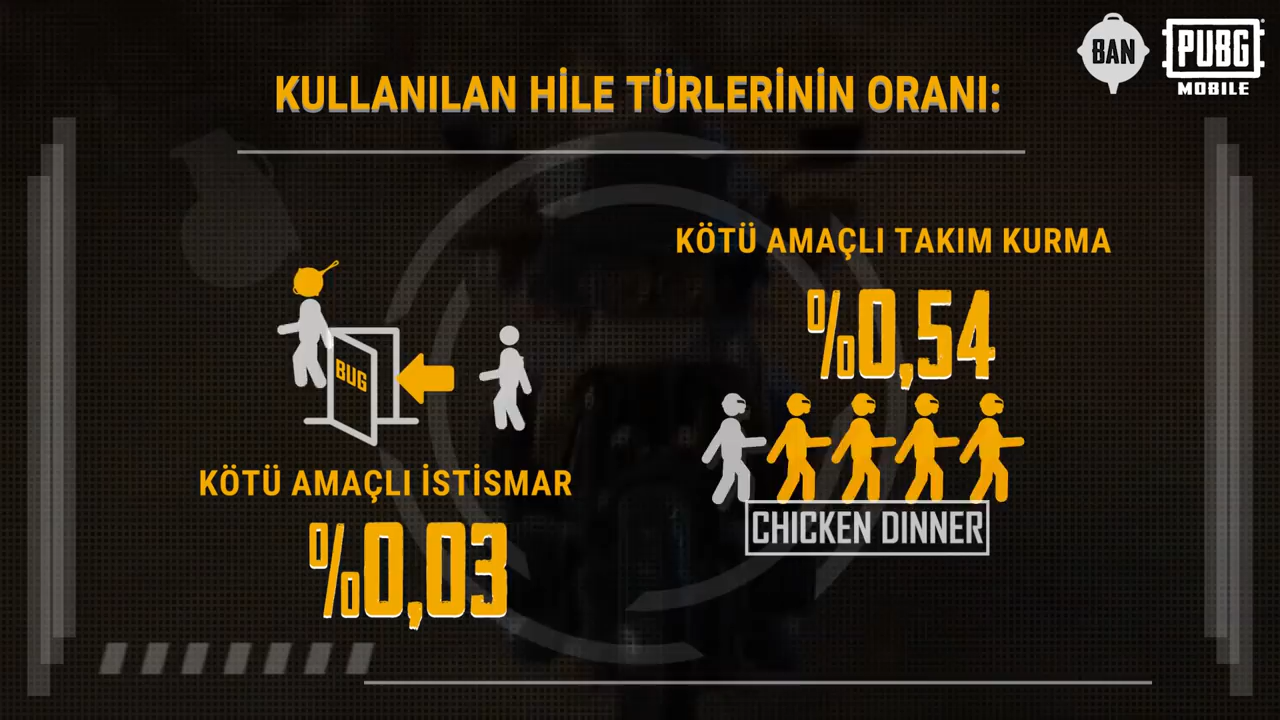 BAN
PUBG
MOBILE
KULLANILAN HİLE TÜRLERİNİN ORANI:
BUG
KÖTÜ AMAÇLI İSTİSMAR
%0,03
KÖTÜ AMAÇLI TAKIM KURMA
%0,54
CHICKEN DINNER